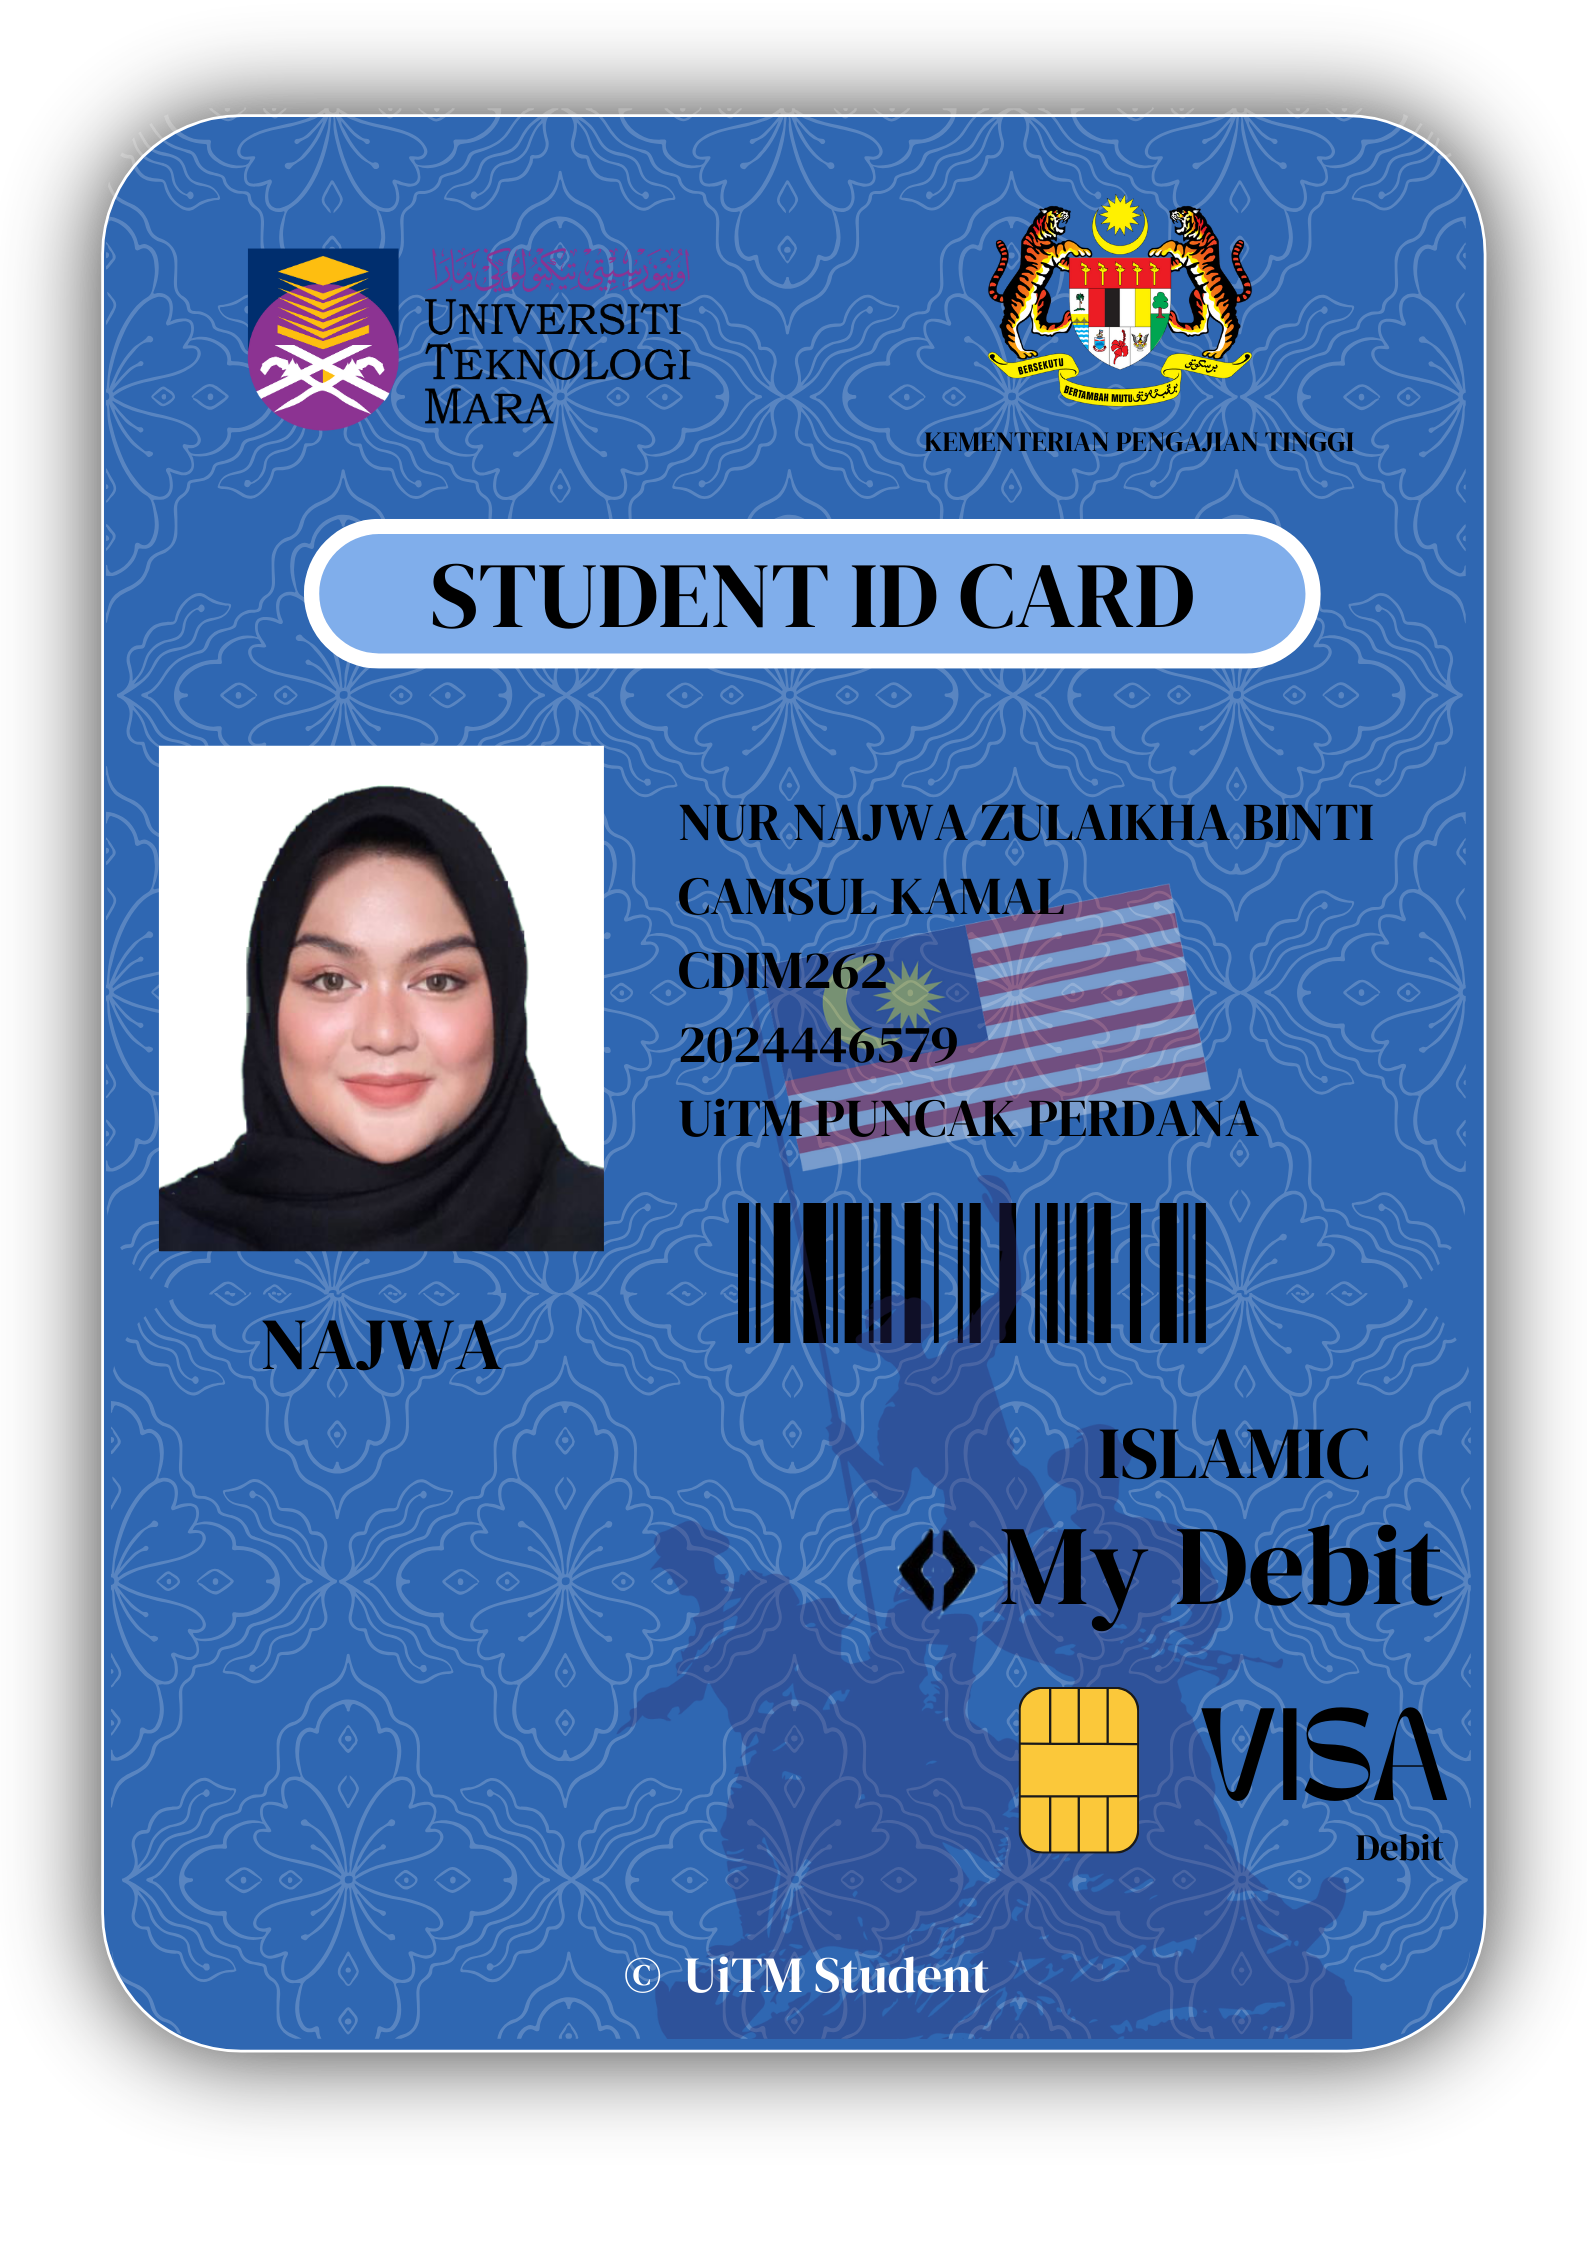 اونيۏرسيتي تيكنولوڬي مارا
UNIVERSITI
TEKNOLOGI
MARA
BERSEKUTU
BERTAMBAH MUTU
KEMENTERIAN PENGAJIAN TINGGI
STUDENT ID CARD
NUR NAJWA ZULAIKHA BINTI
CAMSUL KAMAL
CDIM262
2024446579
UiTM PUNCAK PERDANA
NAJWA
ISLAMIC
My Debit
VISA
Debit
© UiTM Student